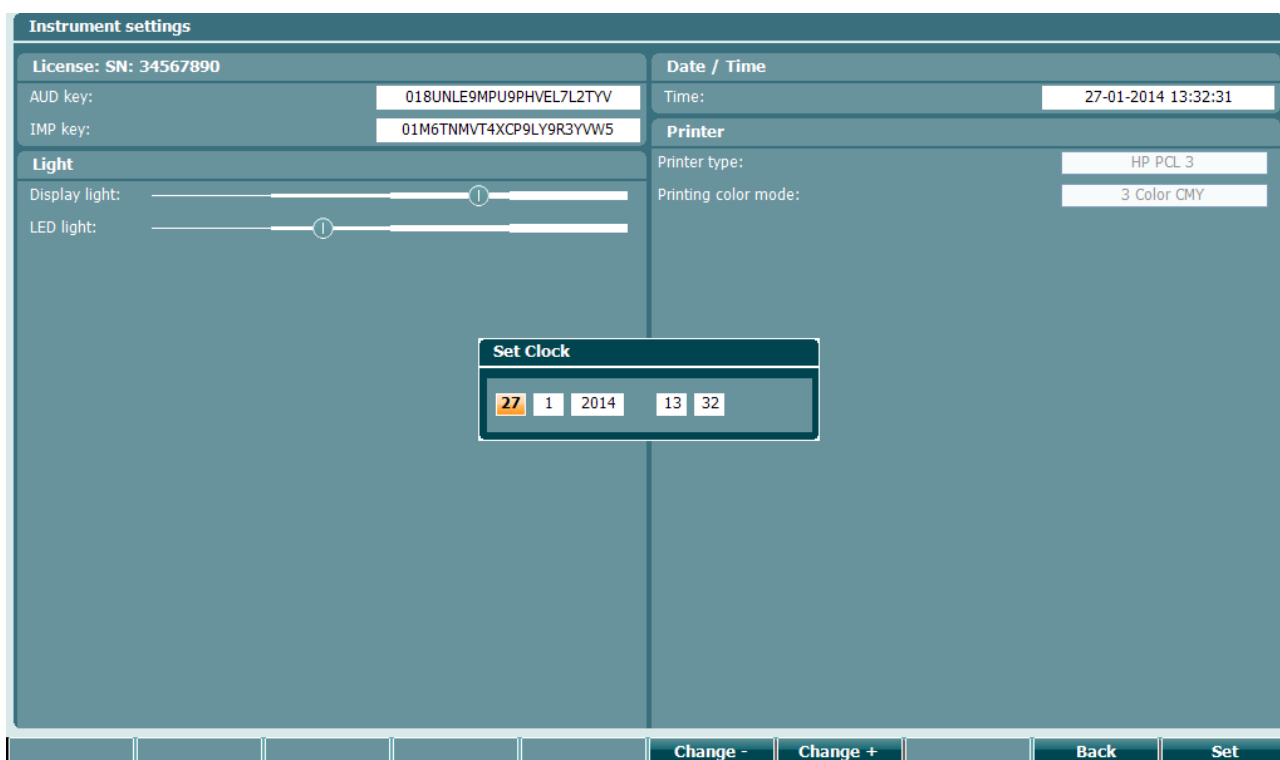 Instrument settings
License: SN: 34567890
AUD key: 018UNLE9MPU9PHVEL7L2TYV
IMP key: 01M6TNMVT4XCP9LY9R3YVW5
Light
Display light:
LED light:
Date / Time
Time: 27-01-2014 13:32:31
Printer
Printer type: HP PCL 3
Printing color mode: 3 Color CMY
Set Clock
27 1 2014 13 32
Change - Change + Back Set